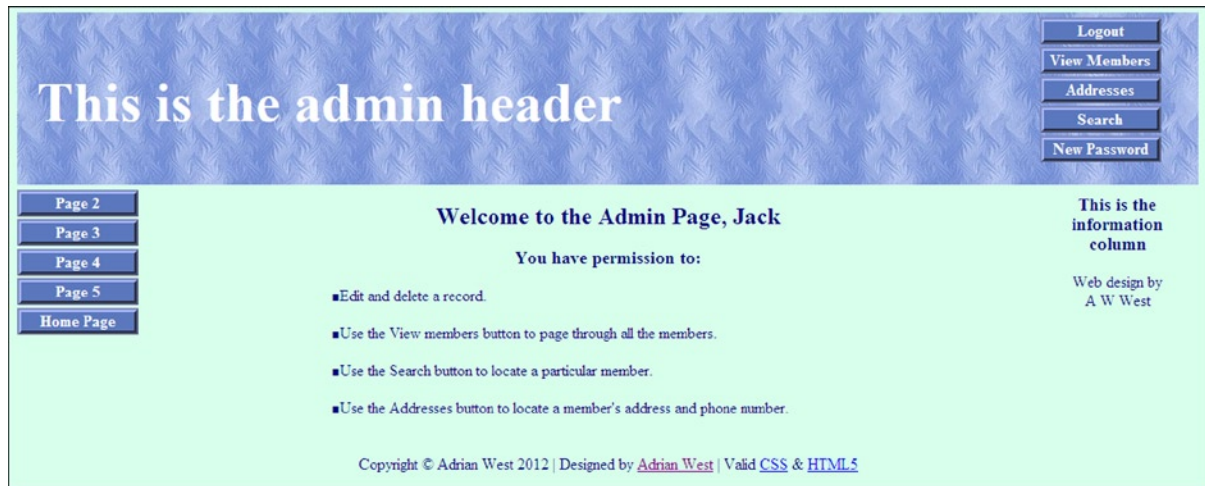 This is the admin header
Logout
View Members
Addresses
Search
New Password
Page 2
Page 3
Page 4
Page 5
Home Page
Welcome to the Admin Page, Jack
You have permission to:
■Edit and delete a record.
■Use the View members button to page through all the members.
■Use the Search button to locate a particular member.
■Use the Addresses button to locate a member's address and phone number.
This is the
information
column
Web design by
A W West
Copyright © Adrian West 2012 | Designed by Adrian West | Valid CSS & HTML5